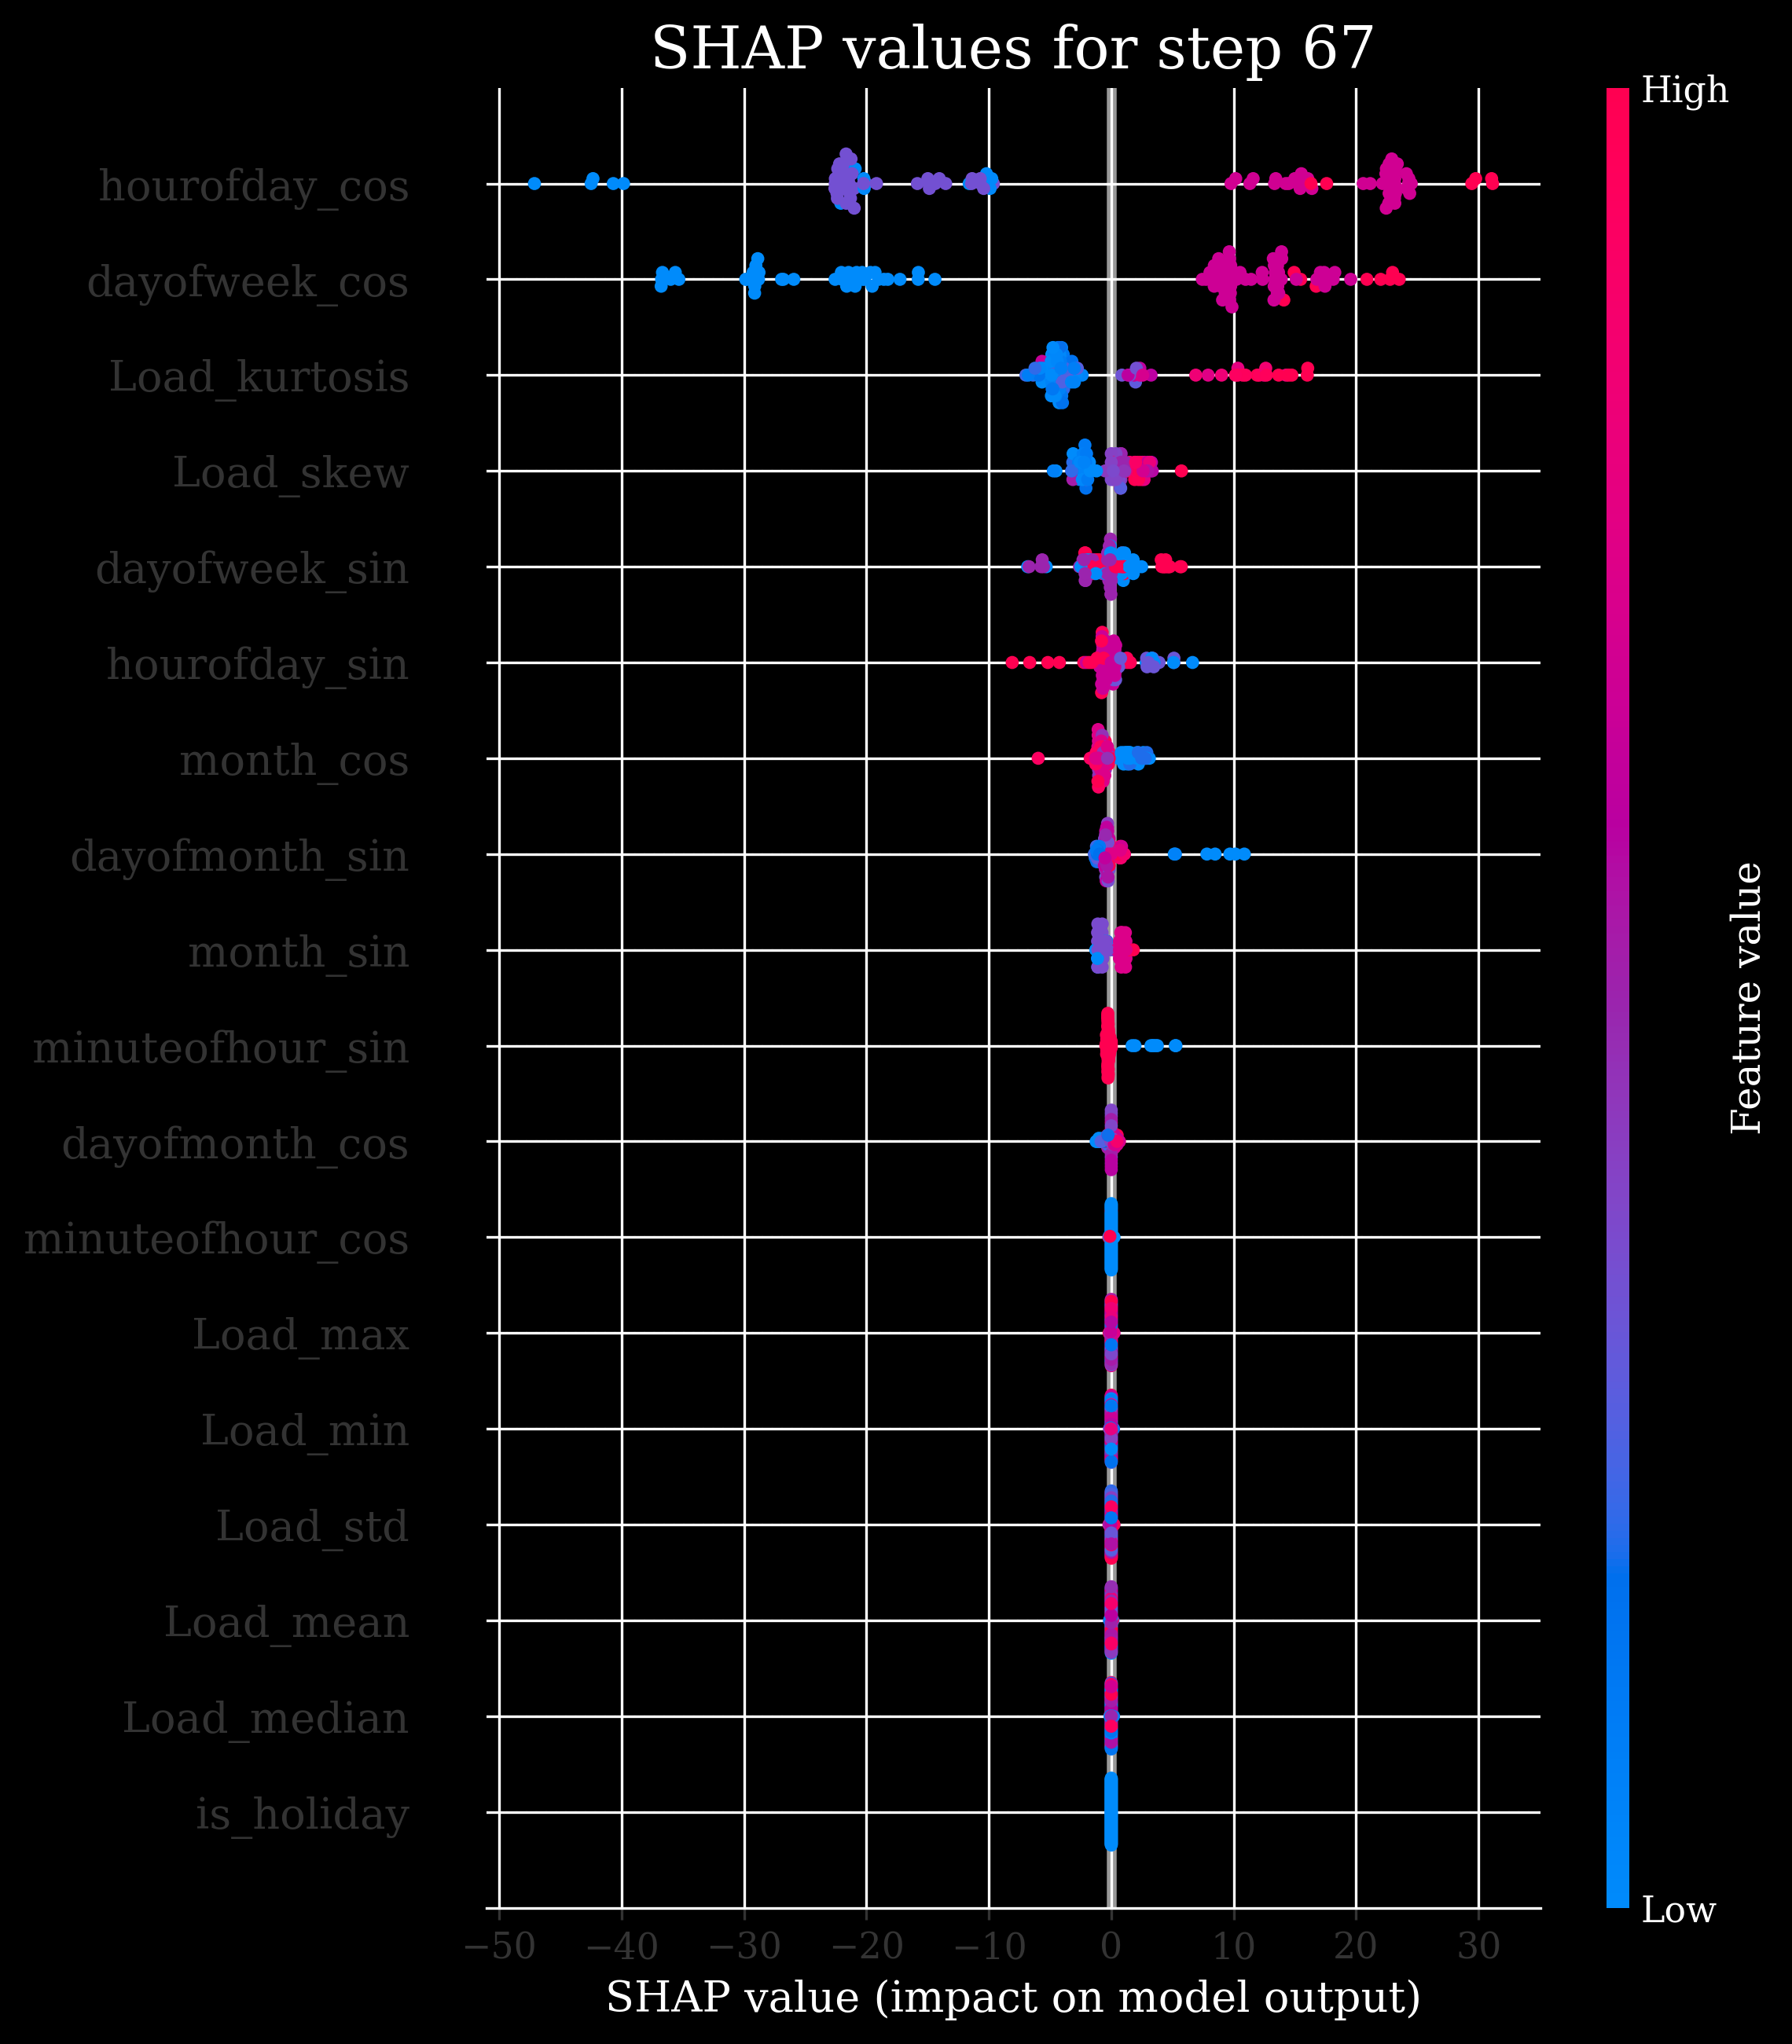 SHAP values for step 67
High
hourofday_cos
dayofweek_cos
Load_kurtosis
Load_skew
dayofweek_sin
hourofday_sin
month_cos
dayofmonth_sin
month_sin
minuteofhour_sin
dayofmonth_cos
minuteofhour_cos
Load_max
Load_min
Load_std
Load_mean
Load_median
is_holiday
Feature value
Low
−50 −40 −30 −20 −10 0 10 20 30
SHAP value (impact on model output)